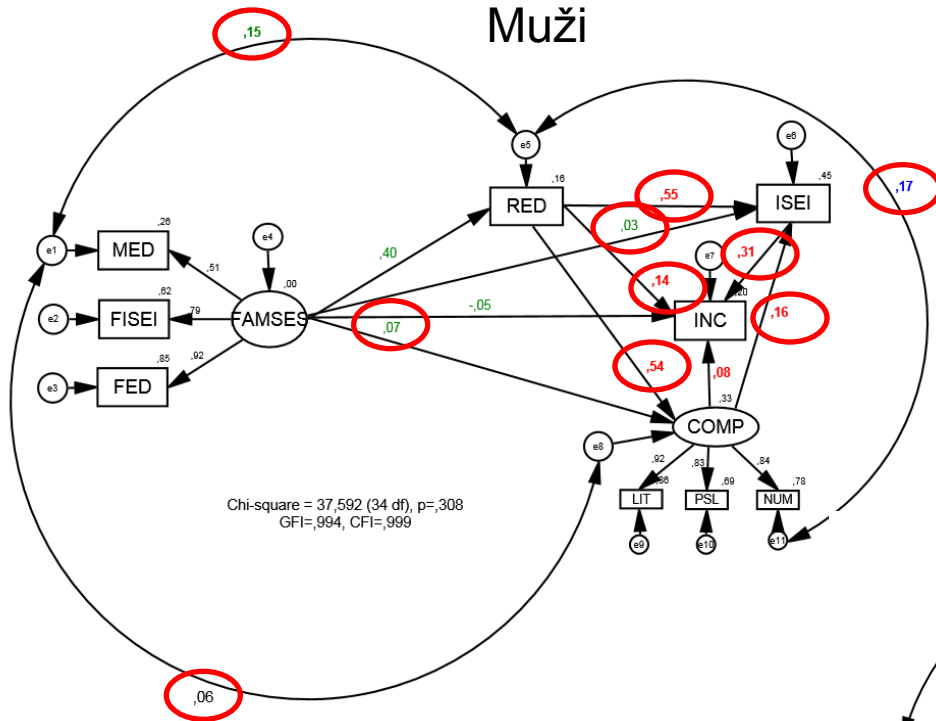 Muži
,15
e6
e5
,45
,16
,55
,17
RED
ISEI
,26
e4
,03
e1
MED
e7
,31
,51
,00
,40
,14
,20
,62
-,05
e2
FISEI
,79
FAMSES
INC
,16
,07
,92
,85
,54
,08
e3
FED
,33
COMP
e8
,92
,83
,84
,86
,69
,78
Chi-square = 37,592 (34 df), p=,308
LIT
PSL
NUM
GFI=,994, CFI=,999
e9
e10
e11
,06